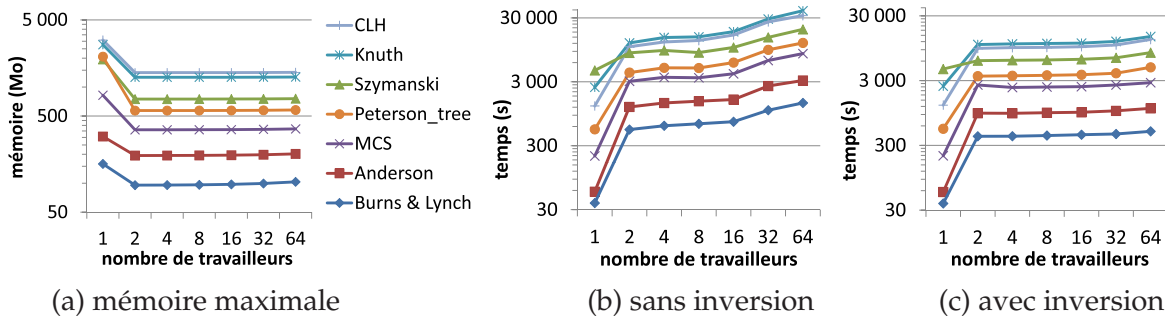 5 000
500
50
mémoire (Mo)
1 2 4 8 16 32 64
nombre de travailleurs
CLH
Knuth
Szymanski
Peterson_tree
MCS
Anderson
Burns & Lynch
(a) mémoire maximale
30 000
3 000
300
30
temps (s)
1 2 4 8 16 32 64
nombre de travailleurs
(b) sans inversion
30 000
3 000
300
30
temps (s)
1 2 4 8 16 32 64
nombre de travailleurs
(c) avec inversion